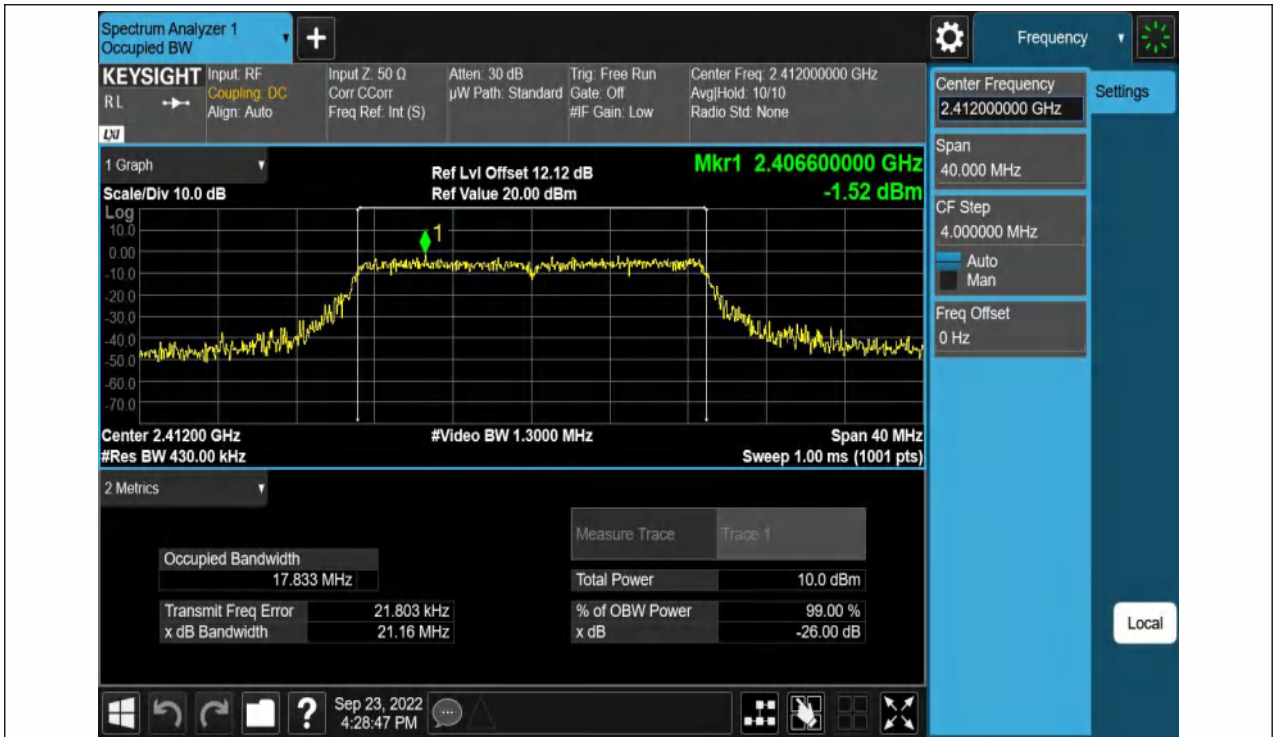 Spectrum Analyzer 1
Occupied BW
+
Frequency
KEYSIGHT
RL
LXI
Input: RF
Coupling: DC
Align: Auto
Input Z: 50 Ω
Corr CCorr
Freq Ref: Int (S)
Atten: 30 dB
µW Path: Standard
Trig: Free Run
Gate: Off
#IF Gain: Low
Center Freq: 2.412000000 GHz
Avg|Hold: 10/10
Radio Std: None
1 Graph
Scale/Div 10.0 dB
Ref Lvl Offset 12.12 dB
Ref Value 20.00 dBm
Mkr1 2.406600000 GHz
-1.52 dBm
Log
10.0
0.00
-10.0
-20.0
-30.0
-40.0
-50.0
-60.0
-70.0
1
Center 2.41200 GHz
#Res BW 430.00 kHz
#Video BW 1.3000 MHz
Span 40 MHz
Sweep 1.00 ms (1001 pts)
2 Metrics
Measure Trace Trace 1
Occupied Bandwidth
17.833 MHz
Transmit Freq Error 21.803 kHz
x dB Bandwidth 21.16 MHz
Total Power 10.0 dBm
% of OBW Power 99.00 %
x dB -26.00 dB
Center Frequency
2.412000000 GHz
Span
40.000 MHz
CF Step
4.000000 MHz
Auto
Man
Freq Offset
0 Hz
Settings
Local
?
Sep 23, 2022
4:28:47 PM